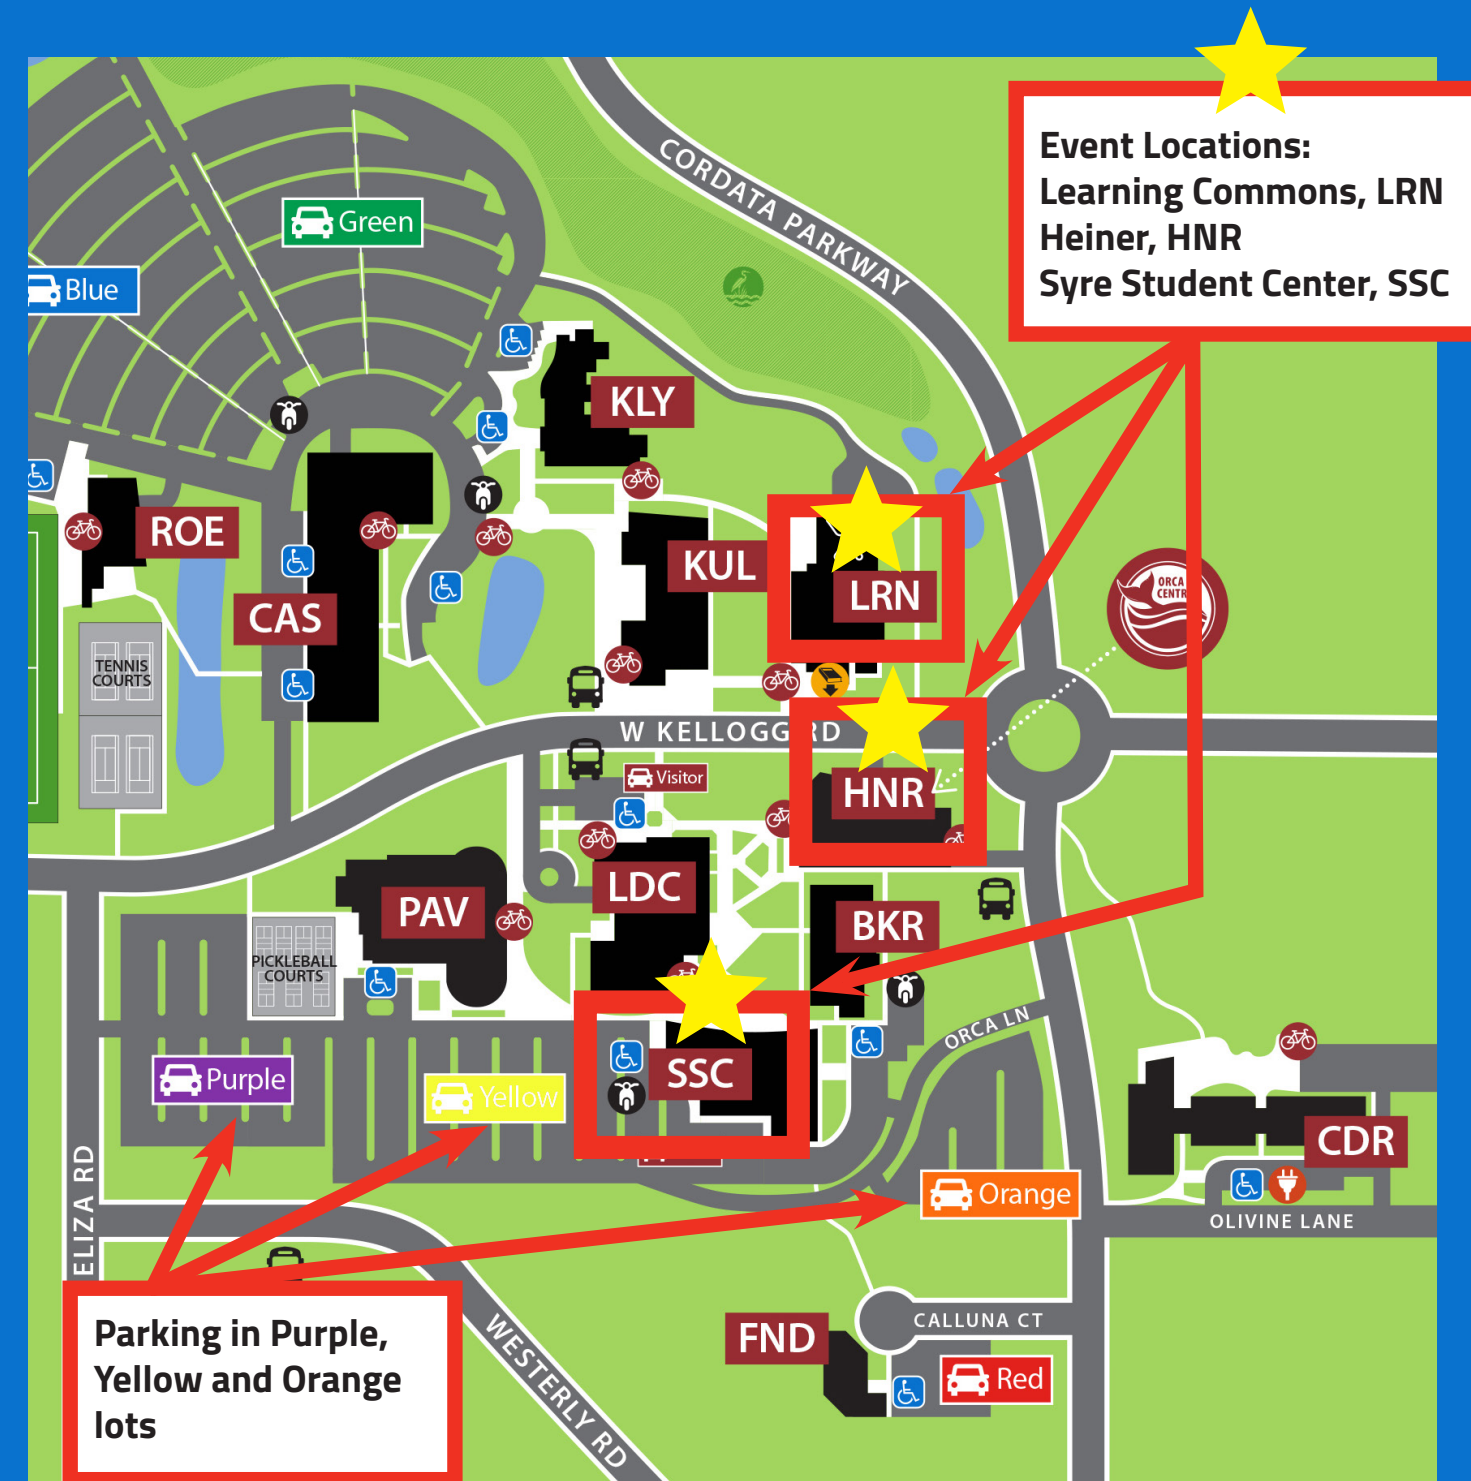 Event Locations:
Learning Commons, LRN
Heiner, HNR
Syre Student Center, SSC
CORDATA PARKWAY
Green
Blue
KLY
ROE
KUL
LRN
ORCA
CENTR
CAS
TENNIS
COURTS
W KELLOGG RD
Visitor
HNR
LDC
PAV
BKR
PICKLEBALL
COURTS
ORCA LN
SSC
Purple
Yellow
CDR
ELIZA RD
Orange
OLIVINE LANE
Parking in Purple,
Yellow and Orange
lots
WESTERLY RD
CALLUNA CT
FND
Red